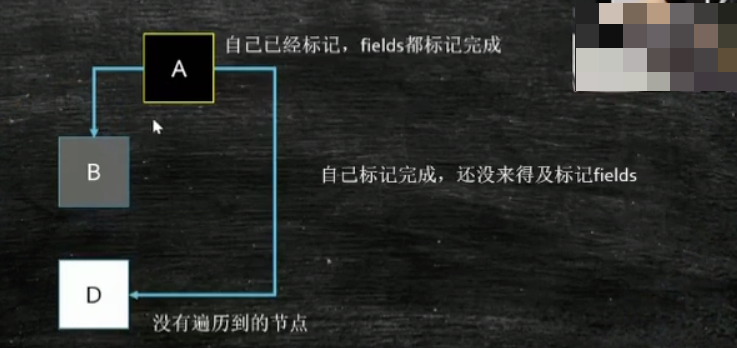 A
自己已经标记，fields都标记完成
B
自己标记完成，还没来得及标记fields
D
没有遍历到的节点